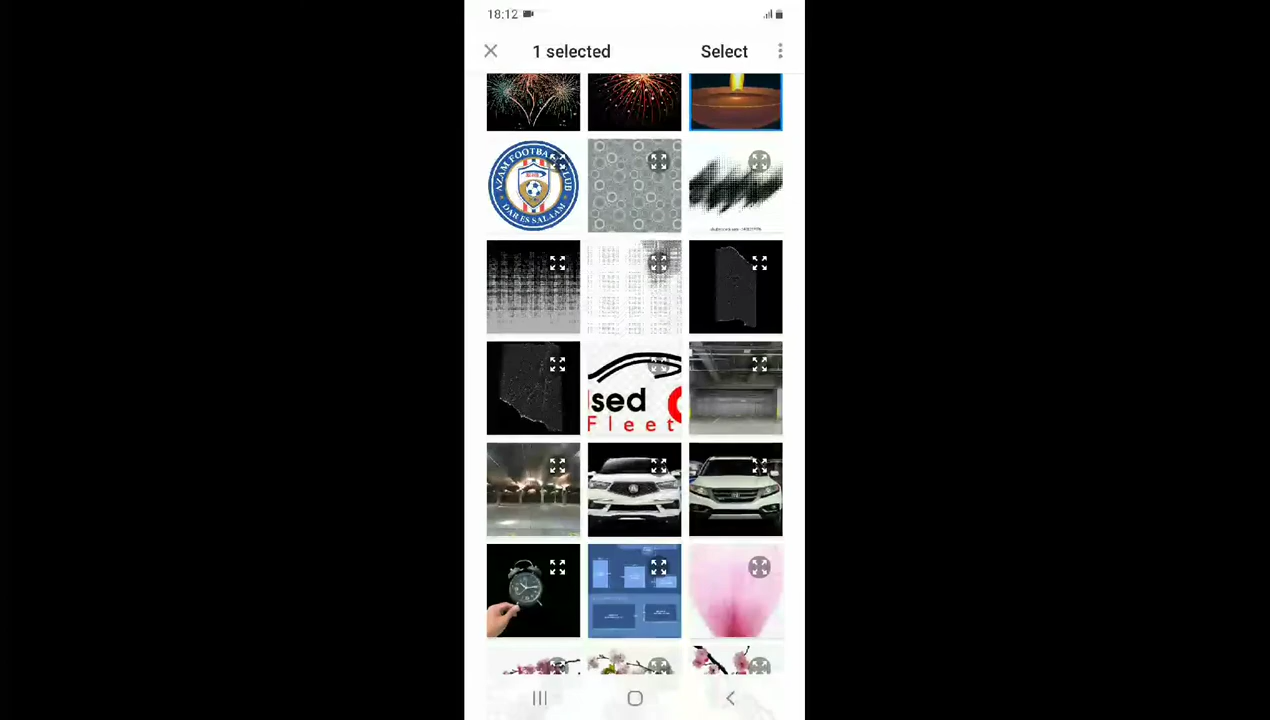 18:12
1 selected Select
AZAM FOOTBALL CLUB
DAR ES SALAAM
sed
Fleet